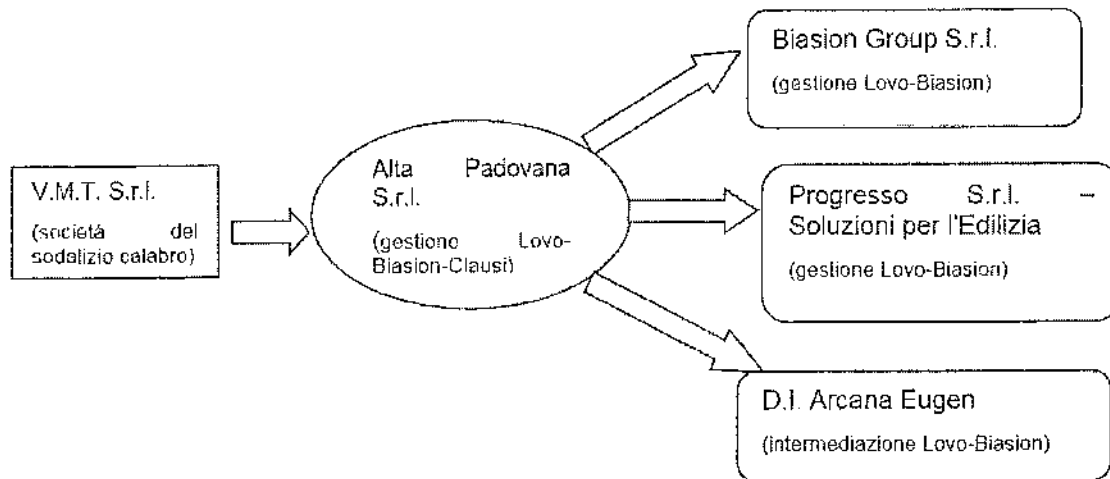 V.M.T. S.r.l.
(società del
sodalizio calabro)
Alta Padovana
S.r.l.
(gestione Lovo-
Biasion-Clausi)
Biasion Group S.r.l.
(gestione Lovo-Biasion)
Progresso S.r.l. –
Soluzioni per l'Edilizia
(gestione Lovo-Biasion)
D.I. Arcana Eugen
(intermediazione Lovo-Biasion)